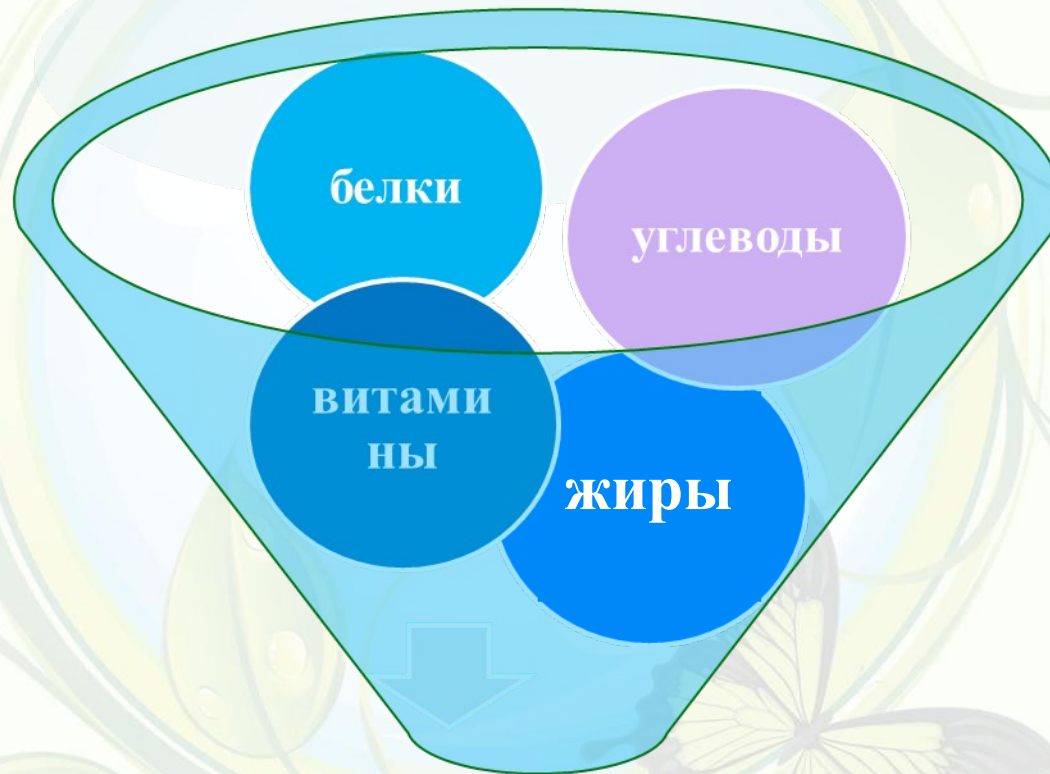 белки
углеводы
витами
ны
жиры